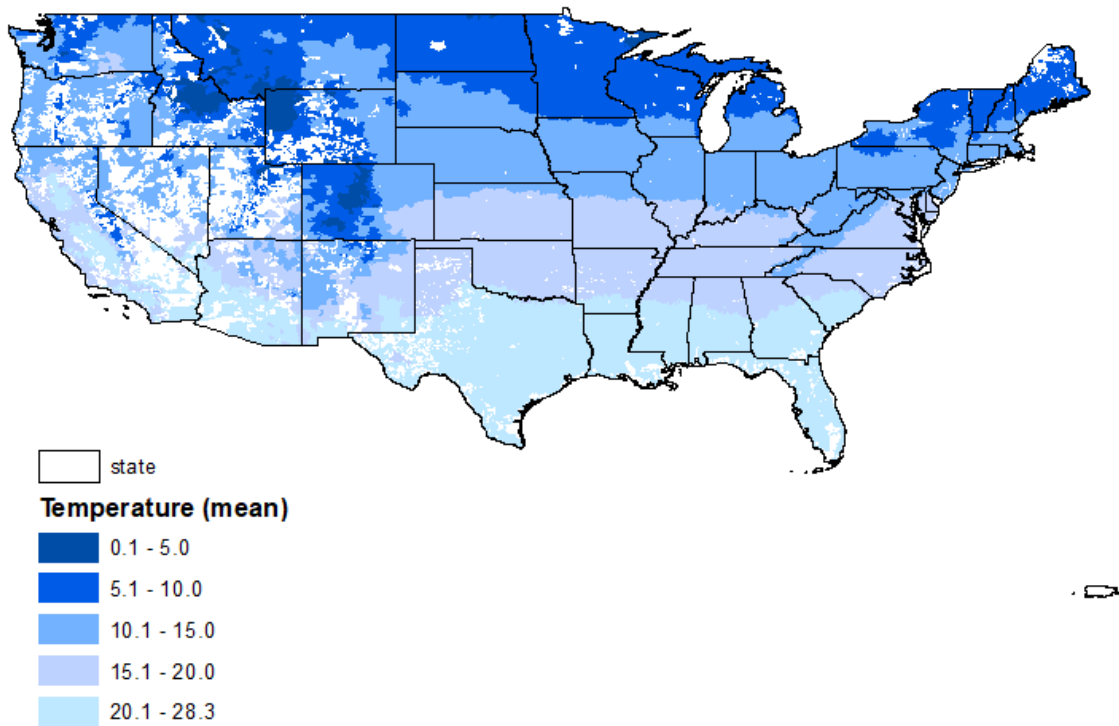 state
Temperature (mean)
0.1 - 5.0
5.1 - 10.0
10.1 - 15.0
15.1 - 20.0
20.1 - 28.3